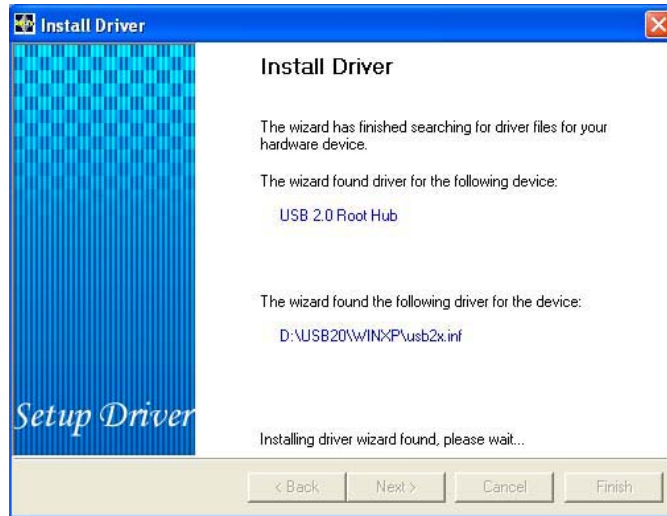 Install Driver
Install Driver
The wizard has finished searching for driver files for your
hardware device.
The wizard found driver for the following device:
USB 2.0 Root Hub
The wizard found the following driver for the device:
D:\USB20\WINXP\usb2x.inf
Setup Driver
Installing driver wizard found, please wait...
< Back
Next >
Cancel
Finish